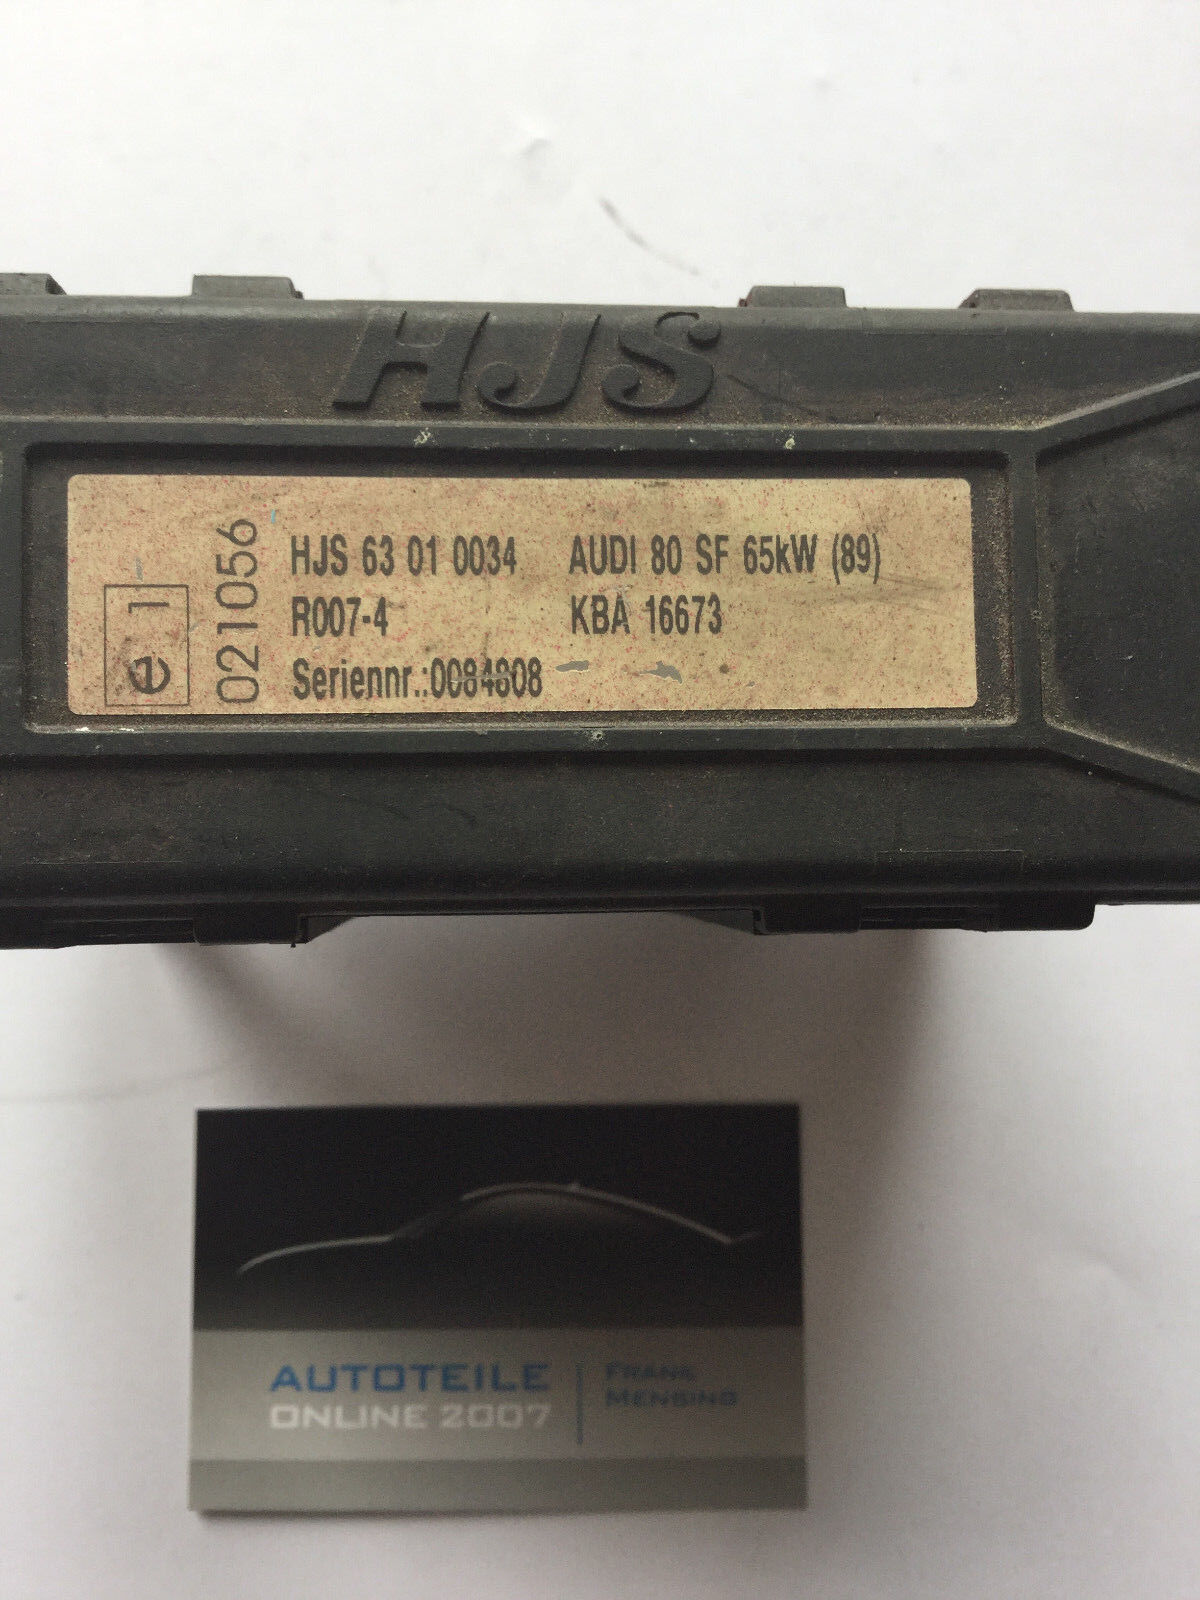 HJS
e 1
021056
HJS 63 01 0034 AUDI 80 SF 65kW (89)
R007-4 KBA 16673
Seriennr.:0084808
AUTOTEILE
ONLINE 2007
FRANK
MENSING